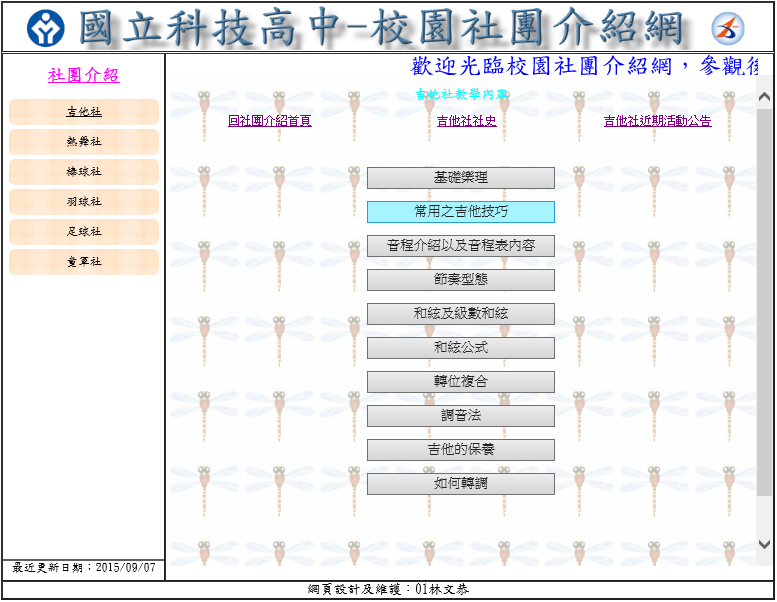 國立科技高中-校園社團介紹網
社團介紹
吉他社
熱舞社
棒球社
羽球社
足球社
童軍社
最近更新日期：2015/09/07
歡迎光臨校園社團介紹網，參觀後
吉他社教學內容
回社團介紹首頁 吉他社社史 吉他社近期活動公告
基礎樂理
常用之吉他技巧
音程介紹以及音程表內容
節奏型態
和絃及級數和絃
和絃公式
轉位複合
調音法
吉他的保養
如何轉調
網頁設計及維護：01林文恭